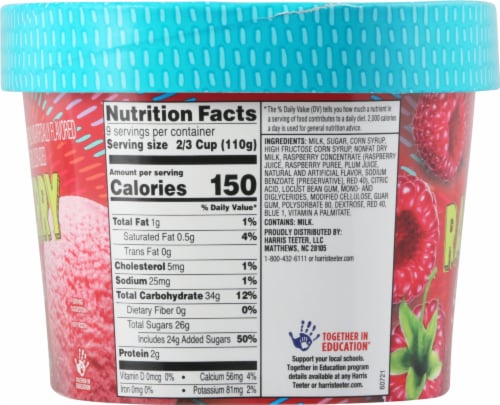 Nutrition Facts
9 servings per container
Serving size 2/3 Cup (110g)
Amount per serving
Calories 150
% Daily Value*
Total Fat 1g 1%
Saturated Fat 0.5g 4%
Trans Fat 0g
Cholesterol 5mg 1%
Sodium 25mg 1%
Total Carbohydrate 34g 12%
Dietary Fiber 0g 0%
Total Sugars 26g
Includes 24g Added Sugars 50%
Protein 2g
Vitamin D 0mcg 0% • Calcium 56mg 4%
Iron 0mg 0% • Potassium 81mg 2%
*The % Daily Value (DV) tells you how much a nutrient in
a serving of food contributes to a daily diet. 2,000 calories
a day is used for general nutrition advice.
INGREDIENTS: MILK, SUGAR, CORN SYRUP,
HIGH FRUCTOSE CORN SYRUP, NONFAT DRY
MILK, RASPBERRY CONCENTRATE (RASPBERRY
JUICE, RASPBERRY PUREE, PLUM JUICE,
NATURAL AND ARTIFICIAL FLAVOR, SODIUM
BENZOATE (PRESERVATIVE), RED 40), CITRIC
ACID, LOCUST BEAN GUM, MONO- AND
DIGLYCERIDES, MODIFIED CELLULOSE, GUAR
GUM, POLYSORBATE 80, DEXTROSE, RED 40,
BLUE 1, VITAMIN A PALMITATE.
CONTAINS: MILK.
PROUDLY DISTRIBUTED BY:
HARRIS TEETER, LLC
MATTHEWS, NC 28105
1-800-432-6111 or harristeeter.com
TOGETHER IN
EDUCATION
Support your local schools.
Together in Education program
details available at any Harris
Teeter or harristeeter.com.
60721